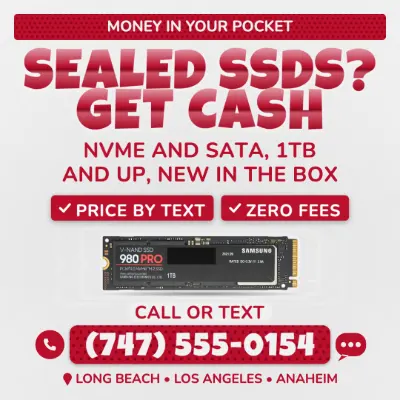 MONEY IN YOUR POCKET
SEALED SSDS?
GET CASH
NVME AND SATA, 1TB
AND UP, NEW IN THE BOX
PRICE BY TEXT
ZERO FEES
V-NAND SSD
980 PRO
SAMSUNG
1TB
CALL OR TEXT
(747) 555-0154
LONG BEACH • LOS ANGELES • ANAHEIM